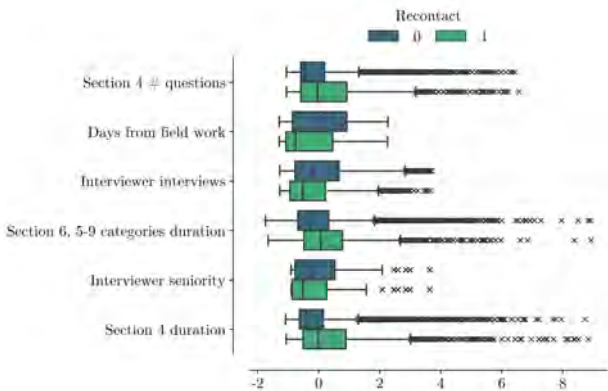 Recontact
0 1
Section 4 # questions
Days from field work
Interviewer interviews
Section 6, 5-9 categories duration
Interviewer seniority
Section 4 duration
-2 0 2 4 6 8